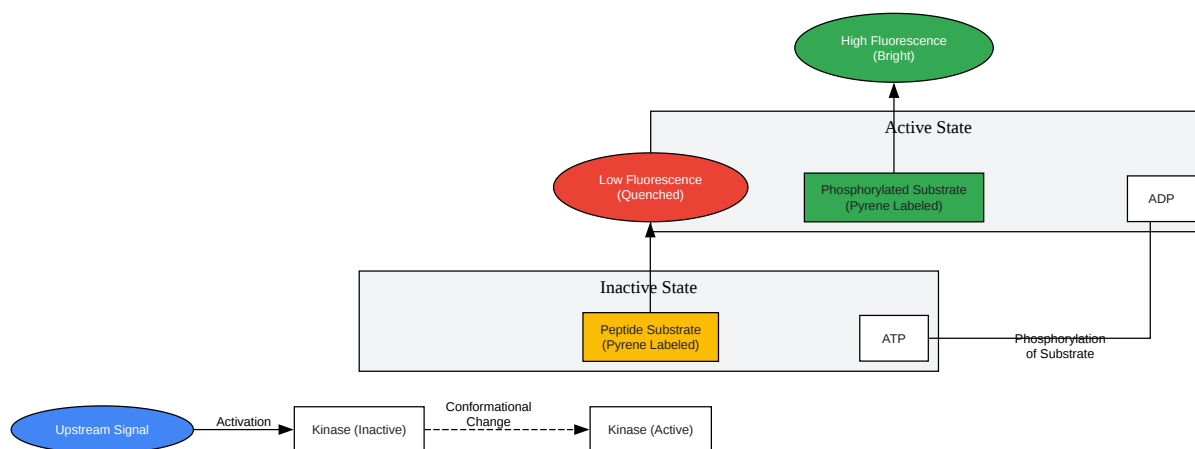 High Fluorescence
(Bright)
Active State
Low Fluorescence
(Quenched)
Phosphorylated Substrate
(Pyrene Labeled)
ADP
Inactive State
Peptide Substrate
(Pyrene Labeled)
ATP
Phosphorylation
of Substrate
Upstream Signal
Activation
Kinase (Inactive)
Conformational
Change
Kinase (Active)